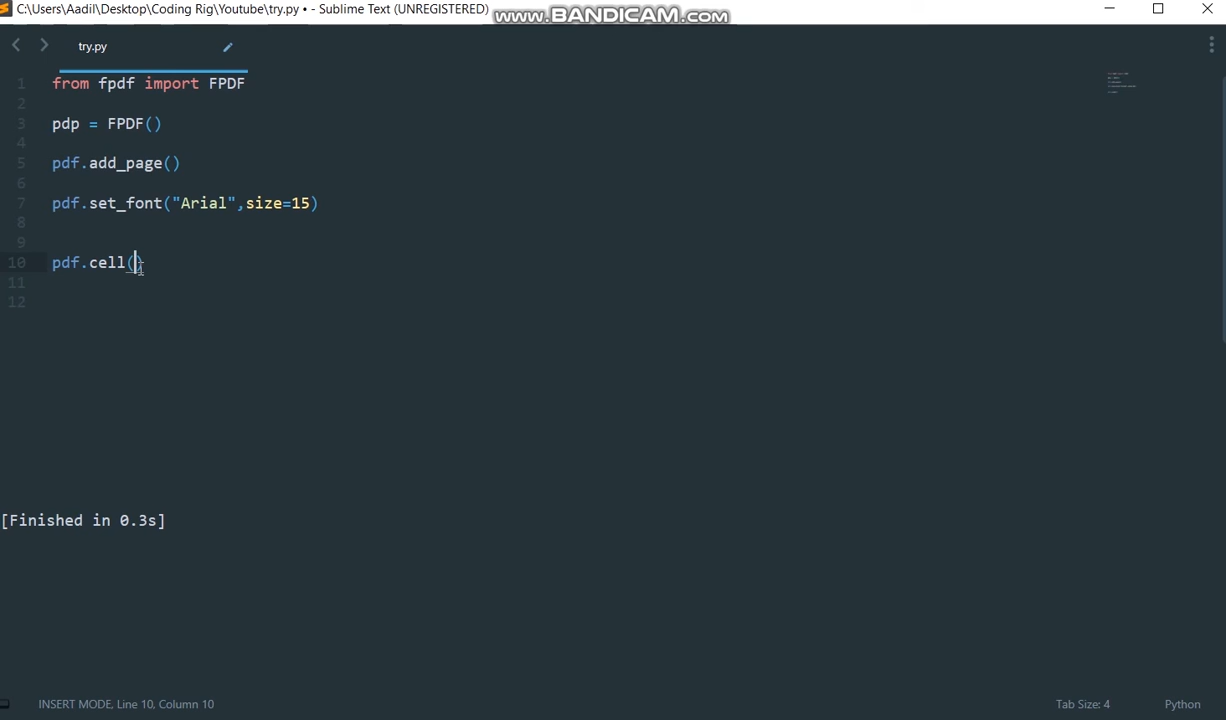 C:\Users\Aadil\Desktop\Coding Rig\Youtube\try.py • - Sublime Text (UNREGISTERED)
www.BANDICAM.com
try.py
1 from fpdf import FPDF
2
3 pdp = FPDF()
4
5 pdf.add_page()
6
7 pdf.set_font("Arial",size=15)
8
9
10 pdf.cell()
11
12
[Finished in 0.3s]
INSERT MODE, Line 10, Column 10 Tab Size: 4 Python